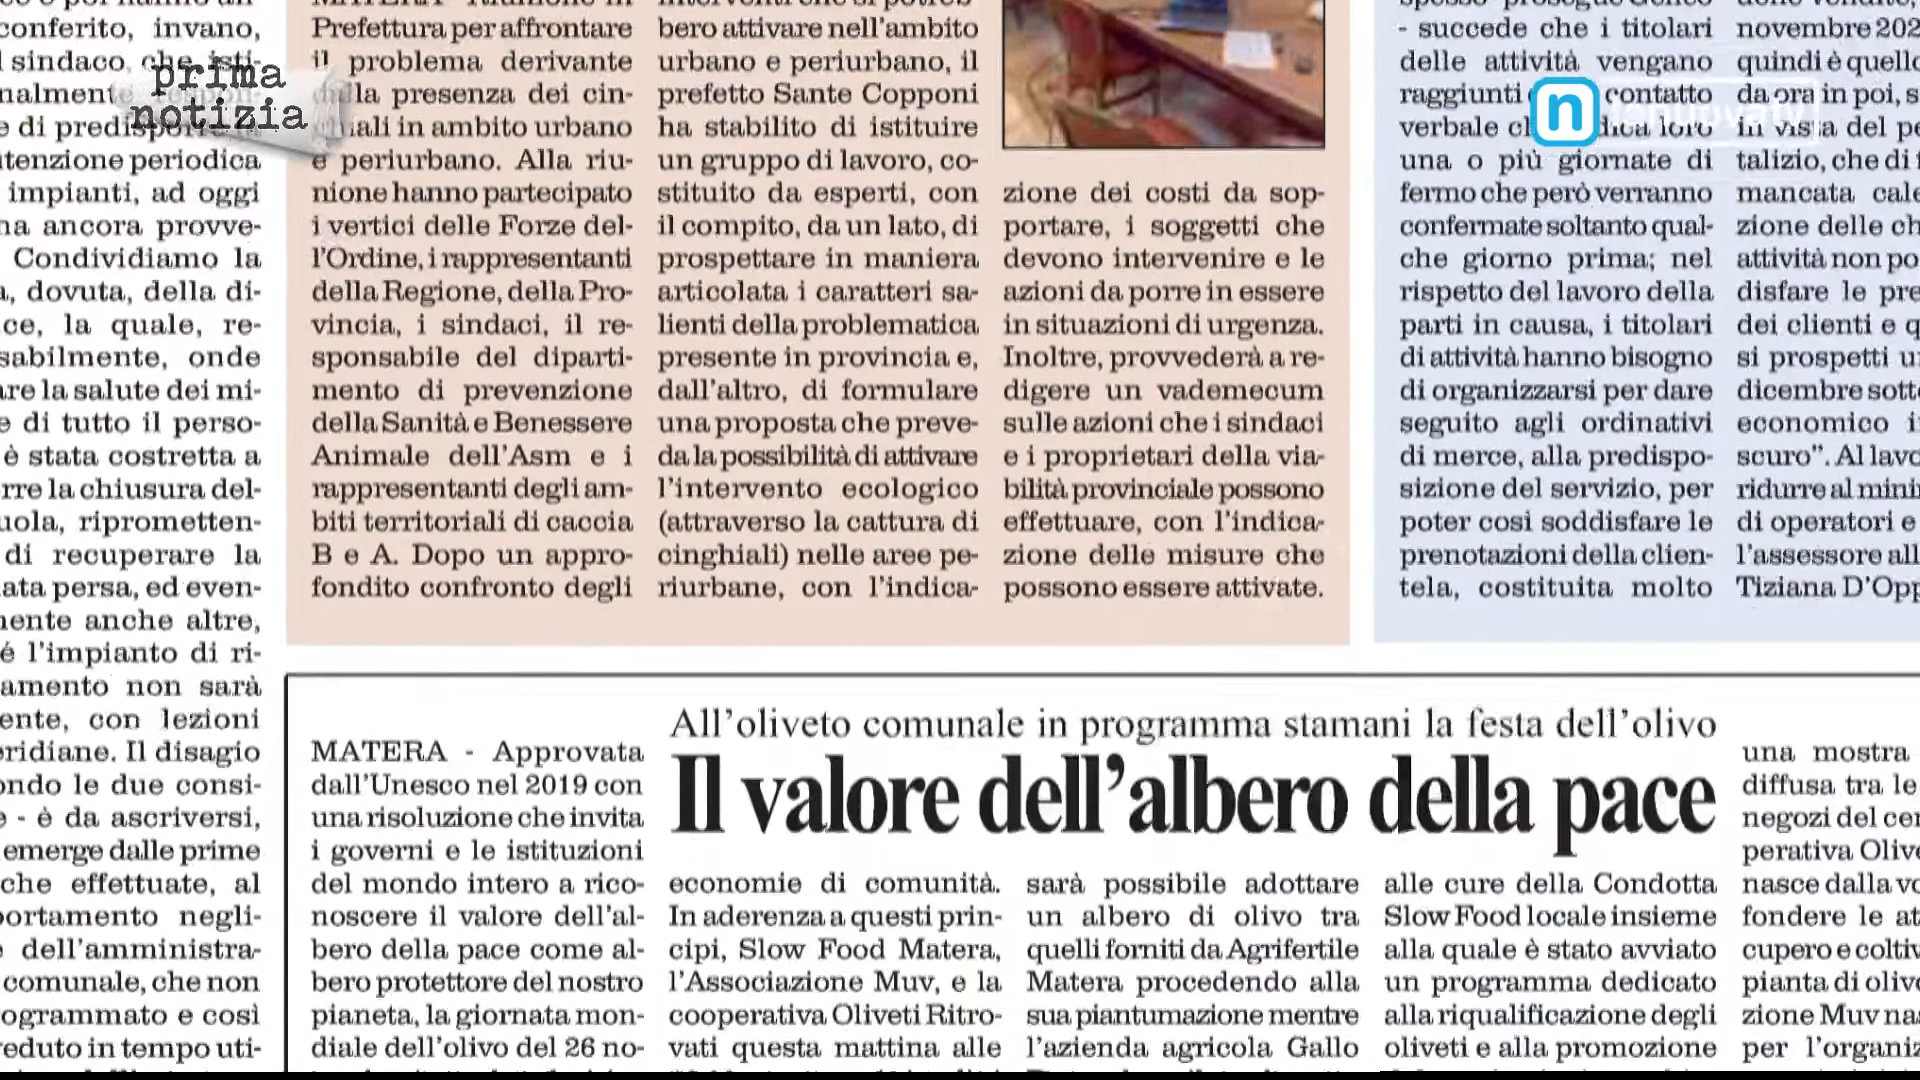 conferito, invano,
sindaco, che isti-
e di predisporre
tenzione periodica
impianti, ad oggi
ha ancora provve-
Condividiamo la
dovuta, della di-
ce, la quale, re-
sabilmente, onde
are la salute dei mi-
e di tutto il perso-
è stata costretta a
rre la chiusura del-
uola, ripromtten-
di recuperare la
ata persa, ed even-
mente anche altre,
é l'impianto di ri-
amento non sarà
ente, con lezioni
ridiane. Il disagio
ondo le due consi-
e - è da ascriversi,
emerge dalle prime
che effettuate, al
portamento negli-
dell'amministra-
comunale, che non
ogrammato e così
eduto in tempo uti-
prima
notizia
Prefettura per affrontare
il problema derivante
dalla presenza dei cin-
ghiali in ambito urbano
e periurbano. Alla riu-
nione hanno partecipato
i vertici delle Forze del-
l'Ordine, i rappresentanti
della Regione, della Pro-
vincia, i sindaci, il re-
sponsabile del diparti-
mento di prevenzione
della Sanità e Benessere
Animale dell'Asm e i
rappresentanti degli am-
biti territoriali di caccia
B e A. Dopo un appro-
fondito confronto degli
bero attivare nell'ambito
urbano e periurbano, il
prefetto Sante Copponi
ha stabilito di istituire
un gruppo di lavoro, co-
stituito da esperti, con
il compito, da un lato, di
prospettare in maniera
articolata i caratteri sa-
lienti della problematica
presente in provincia e,
dall'altro, di formulare
una proposta che preve-
da la possibilità di attivare
l'intervento ecologico
(attraverso la cattura di
cinghiali) nelle aree pe-
riurbane, con l'indica-
zione dei costi da sop-
portare, i soggetti che
devono intervenire e le
azioni da porre in essere
in situazioni di urgenza.
Inoltre, provvederà a re-
digere un vademecum
sulle azioni che i sindaci
e i proprietari della via-
bilità provinciale possono
effettuare, con l'indica-
zione delle misure che
possono essere attivate.
- succede che i titolari
delle attività vengano
raggiunti contatto
verbale loro
una o più giornate di
fermo che però verranno
confermate soltanto qual-
che giorno prima; nel
rispetto del lavoro della
parti in causa, i titolari
di attività hanno bisogno
di organizzarsi per dare
seguito agli ordinativi
di merce, alla predispo-
sizione del servizio, per
poter così soddisfare le
prenotazioni della clien-
tela, costituita molto
novembre 202
quindi è quello
da ora in poi, s
in vista del pe
talizio, che di f
mancata cale
zione delle ch
attività non po
disfare le pre
dei clienti e q
si prospetti u
dicembre sott
economico i
scuro". Al lavo
ridurre al mini
di operatori e
l'assessore all
Tiziana D'Opp
n lanuovatv
All'oliveto comunale in programma stamani la festa dell'olivo
Il valore dell'albero della pace
MATERA - Approvata
dall'Unesco nel 2019 con
una risoluzione che invita
i governi e le istituzioni
del mondo intero a rico-
noscere il valore dell'al-
bero della pace come al-
bero protettore del nostro
pianeta, la giornata mon-
diale dell'olivo del 26 no-
economie di comunità.
In aderenza a questi prin-
cipi, Slow Food Matera,
l'Associazione Muv, e la
cooperativa Oliveti Ritro-
vati questa mattina alle
sarà possibile adottare
un albero di olivo tra
quelli forniti da Agrifertile
Matera procedendo alla
sua piantumazione mentre
l'azienda agricola Gallo
alle cure della Condotta
Slow Food locale insieme
alla quale è stato avviato
un programma dedicato
alla riqualificazione degli
oliveti e alla promozione
una mostra
diffusa tra le
negozi del cen
perativa Olive
nasce dalla vo
fondere le at
cupero e coltiv
pianta di olivo
zione Muv nas
per l'organiz